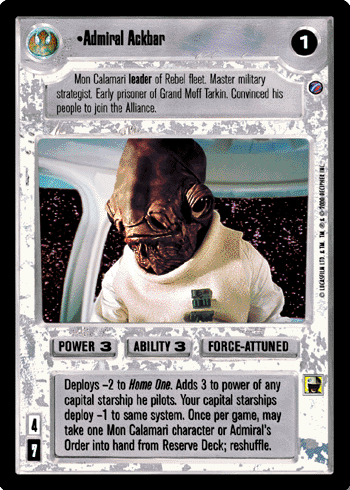 •Admiral Ackbar
1
Mon Calamari leader of Rebel fleet. Master military
strategist. Early prisoner of Grand Moff Tarkin. Convinced his
people to join the Alliance.
POWER 3
ABILITY 3
FORCE-ATTUNED
Deploys –2 to Home One. Adds 3 to power of any
capital starship he pilots. Your capital starships
deploy –1 to same system. Once per game, may
take one Mon Calamari character or Admiral's
Order into hand from Reserve Deck; reshuffle.
4
7